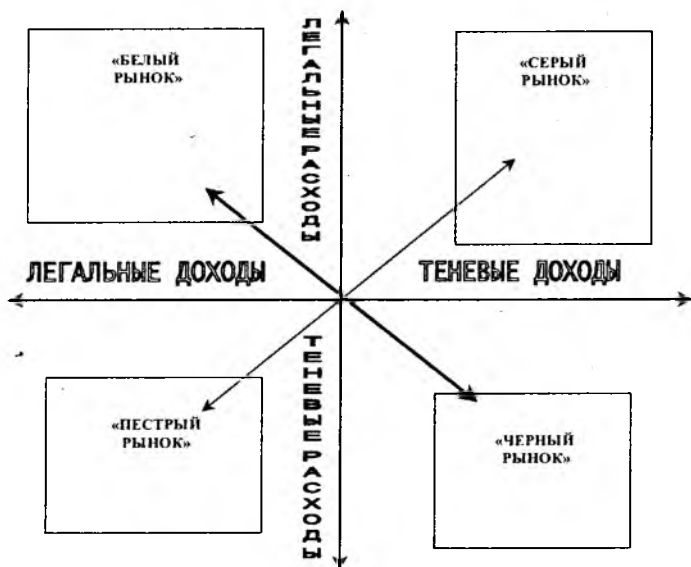 «БЕЛЫЙ
РЫНОК»
ЛЕГАЛЬНЫЕ РАСХОДЫ
«СЕРЫЙ
РЫНОК»
ЛЕГАЛЬНЫЕ ДОХОДЫ
ТЕНЕВЫЕ ДОХОДЫ
«ПЕСТРЫЙ
РЫНОК»
ТЕНЕВЫЕ РАСХОДЫ
«ЧЕРНЫЙ
РЫНОК»